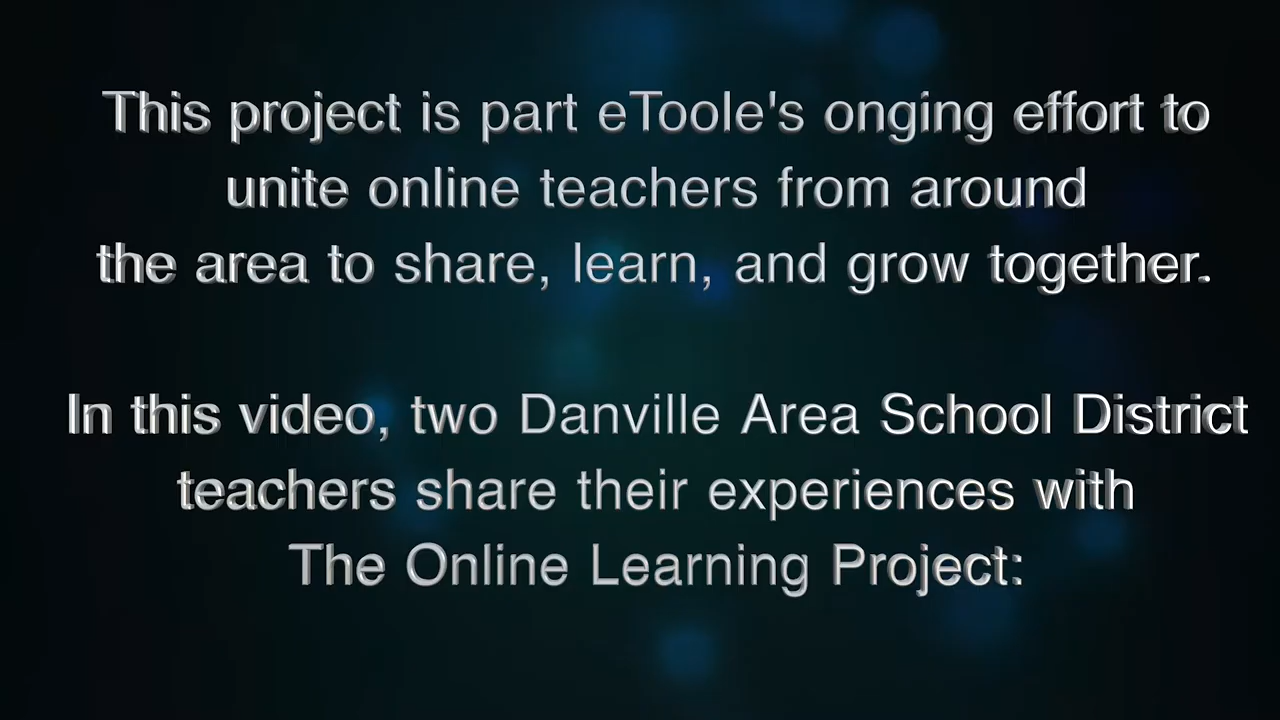 This project is part eToole's onging effort to
unite online teachers from around
the area to share, learn, and grow together.
In this video, two Danville Area School District
teachers share their experiences with
The Online Learning Project: